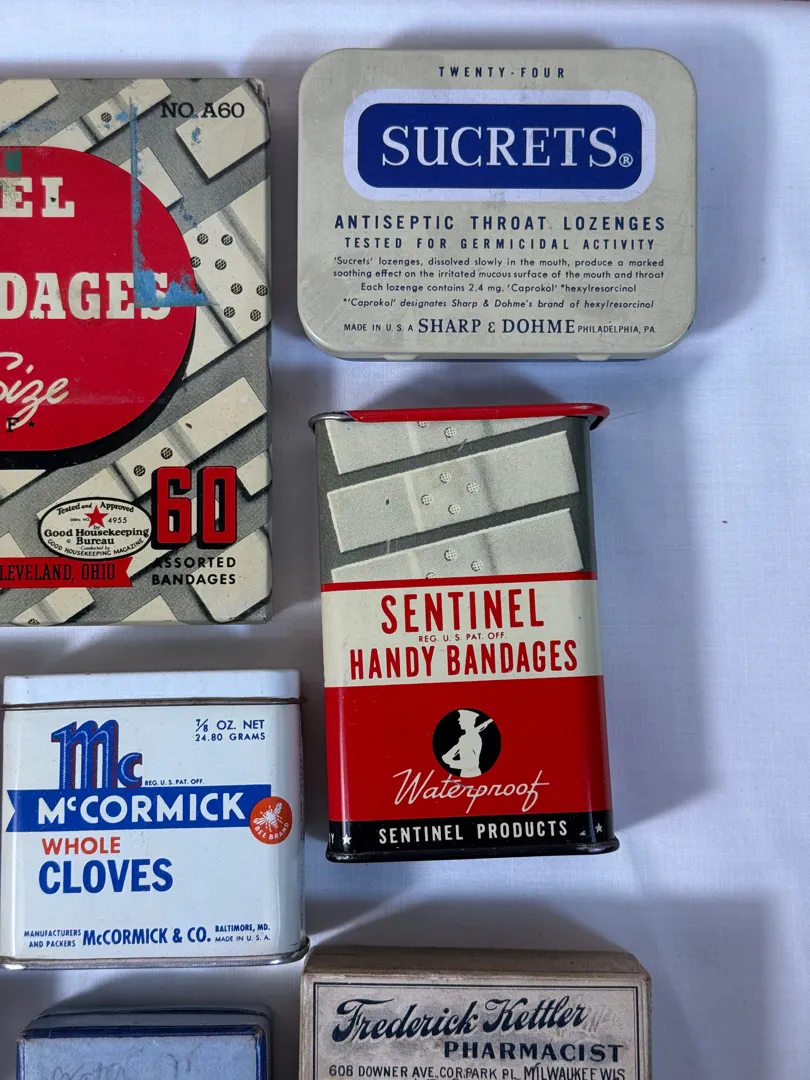 NO. A60
EL
DAGES
Size
Tested and Approved
SERIAL NO. 4955
by
Good Housekeeping
Bureau
Conducted by
GOOD HOUSEKEEPING MAGAZINE
60
LEVELAND, OHIO
ASSORTED
BANDAGES
TWENTY-FOUR
SUCRETS®
ANTISEPTIC THROAT LOZENGES
TESTED FOR GERMICIDAL ACTIVITY
'Sucrets' lozenges, dissolved slowly in the mouth, produce a marked
soothing effect on the irritated mucous surface of the mouth and throat
Each lozenge contains 2.4 mg. 'Caprokol' *hexylresorcinol
*'Caprokol' designates Sharp & Dohme's brand of hexylresorcinol
MADE IN U. S. A SHARP & DOHME PHILADELPHIA, PA.
SENTINEL
REG. U. S. PAT. OFF.
HANDY BANDAGES
Waterproof
SENTINEL PRODUCTS
Mc
REG. U. S. PAT. OFF.
7/8 OZ. NET
24.80 GRAMS
McCORMICK
BEE BRAND
WHOLE
CLOVES
MANUFACTURERS
AND PACKERS
McCORMICK & CO.
BALTIMORE, MD.
MADE IN U. S. A.
Frederick Kettler
PHARMACIST
608 DOWNER AVE., COR. PARK PL. MILWAUKEE WIS